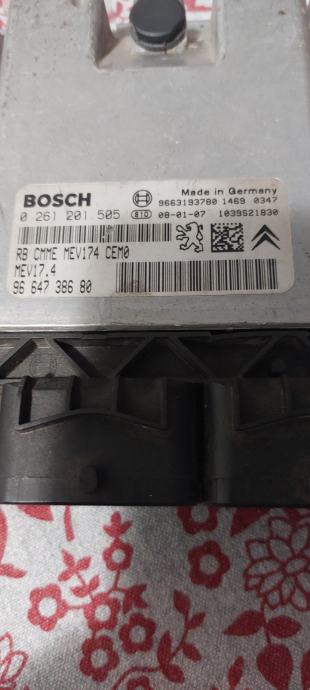 BOSCH
Made in Germany
9663193780 1469 0347
0 261 201 505 810 08-01-07 1039S21830
RB CMME MEV174 CEM0
MEV17.4
96 647 386 80